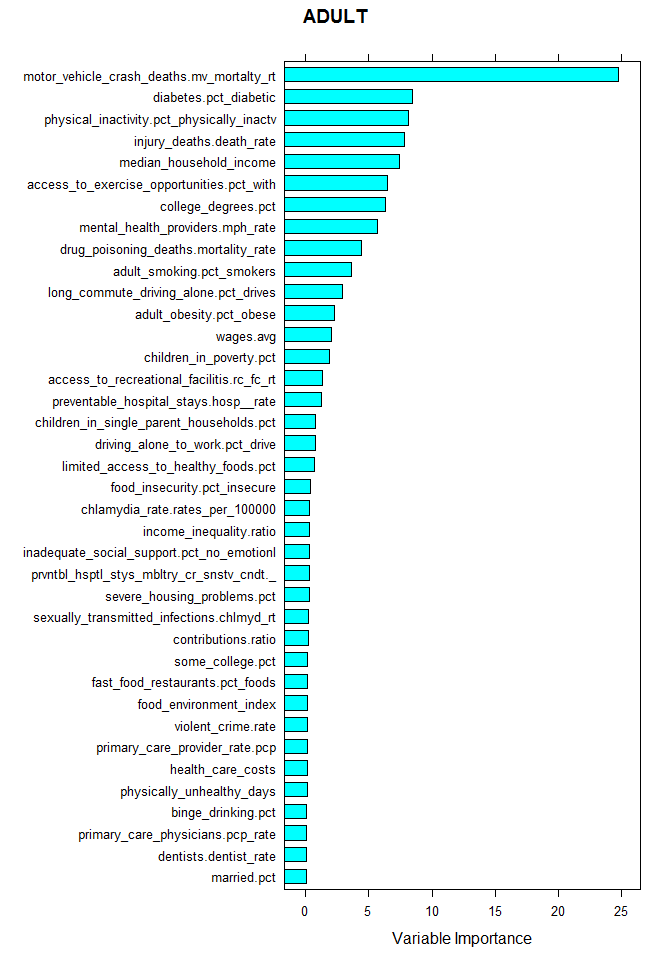 ADULT
motor_vehicle_crash_deaths.mv_mortalty_rt
diabetes.pct_diabetic
physical_inactivity.pct_physically_inactv
injury_deaths.death_rate
median_household_income
access_to_exercise_opportunities.pct_with
college_degrees.pct
mental_health_providers.mph_rate
drug_poisoning_deaths.mortality_rate
adult_smoking.pct_smokers
long_commute_driving_alone.pct_drives
adult_obesity.pct_obese
wages.avg
children_in_poverty.pct
access_to_recreational_facilitis.rc_fc_rt
preventable_hospital_stays.hosp__rate
children_in_single_parent_households.pct
driving_alone_to_work.pct_drive
limited_access_to_healthy_foods.pct
food_insecurity.pct_insecure
chlamydia_rate.rates_per_100000
income_inequality.ratio
inadequate_social_support.pct_no_emotionl
prvntbl_hsptl_stys_mbltry_cr_snstv_cndt._
severe_housing_problems.pct
sexually_transmitted_infections.chlmyd_rt
contributions.ratio
some_college.pct
fast_food_restaurants.pct_foods
food_environment_index
violent_crime.rate
primary_care_provider_rate.pcp
health_care_costs
physically_unhealthy_days
binge_drinking.pct
primary_care_physicians.pcp_rate
dentists.dentist_rate
married.pct
0 5 10 15 20 25
Variable Importance